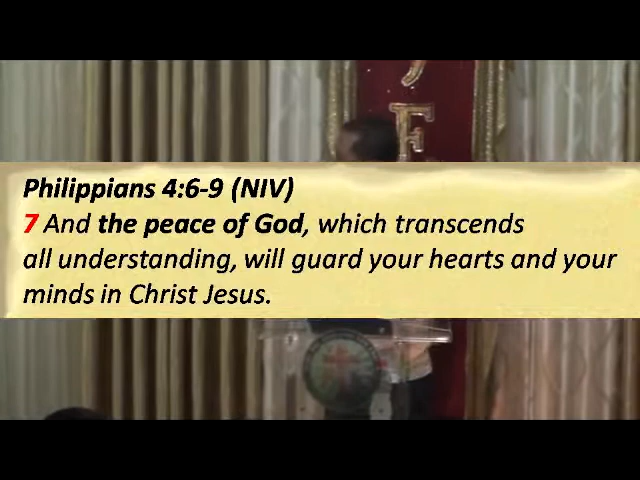 J
F
Philippians 4:6-9 (NIV)
7 And the peace of God, which transcends
all understanding, will guard your hearts and your
minds in Christ Jesus.